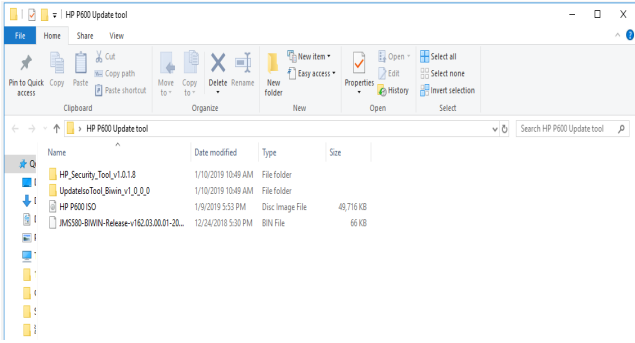 HP P600 Update tool
File Home Share View
Pin to Quick access
Copy
Paste
Cut
Copy path
Paste shortcut
Clipboard
Move to
Copy to
Delete
Rename
Organize
New folder
New item
Easy access
New
Properties
Open
Edit
History
Open
Select all
Select none
Invert selection
Select
HP P600 Update tool
Search HP P600 Update tool
Name Date modified Type Size
HP_Security_Tool_v1.0.1.8 1/10/2019 10:49 AM File folder
UpdateIsoTool_Biwin_v1_0_0_0 1/10/2019 10:49 AM File folder
HP P600 ISO 1/9/2019 5:53 PM Disc Image File 49,716 KB
JMS580-BIWIN-Release-v162.03.00.01-20... 12/24/2018 5:30 PM BIN File 66 KB